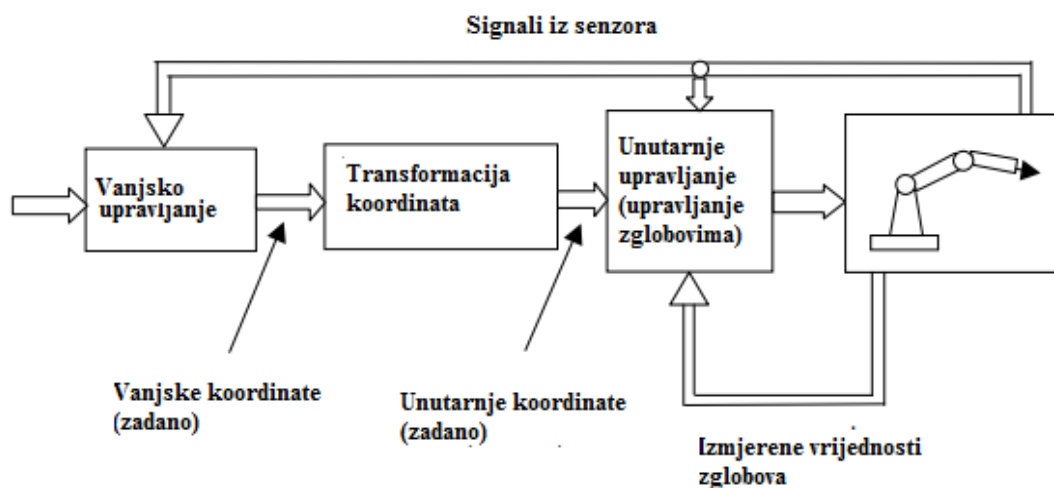 Signali iz senzora
Vanjsko
upravljanje
Transformacija
koordinata
Unutarnje
upravljanje
(upravljanje
zglobovima)
Vanjske koordinate
(zadano)
Unutarnje koordinate
(zadano)
Izmjerene vrijednosti
zglobova